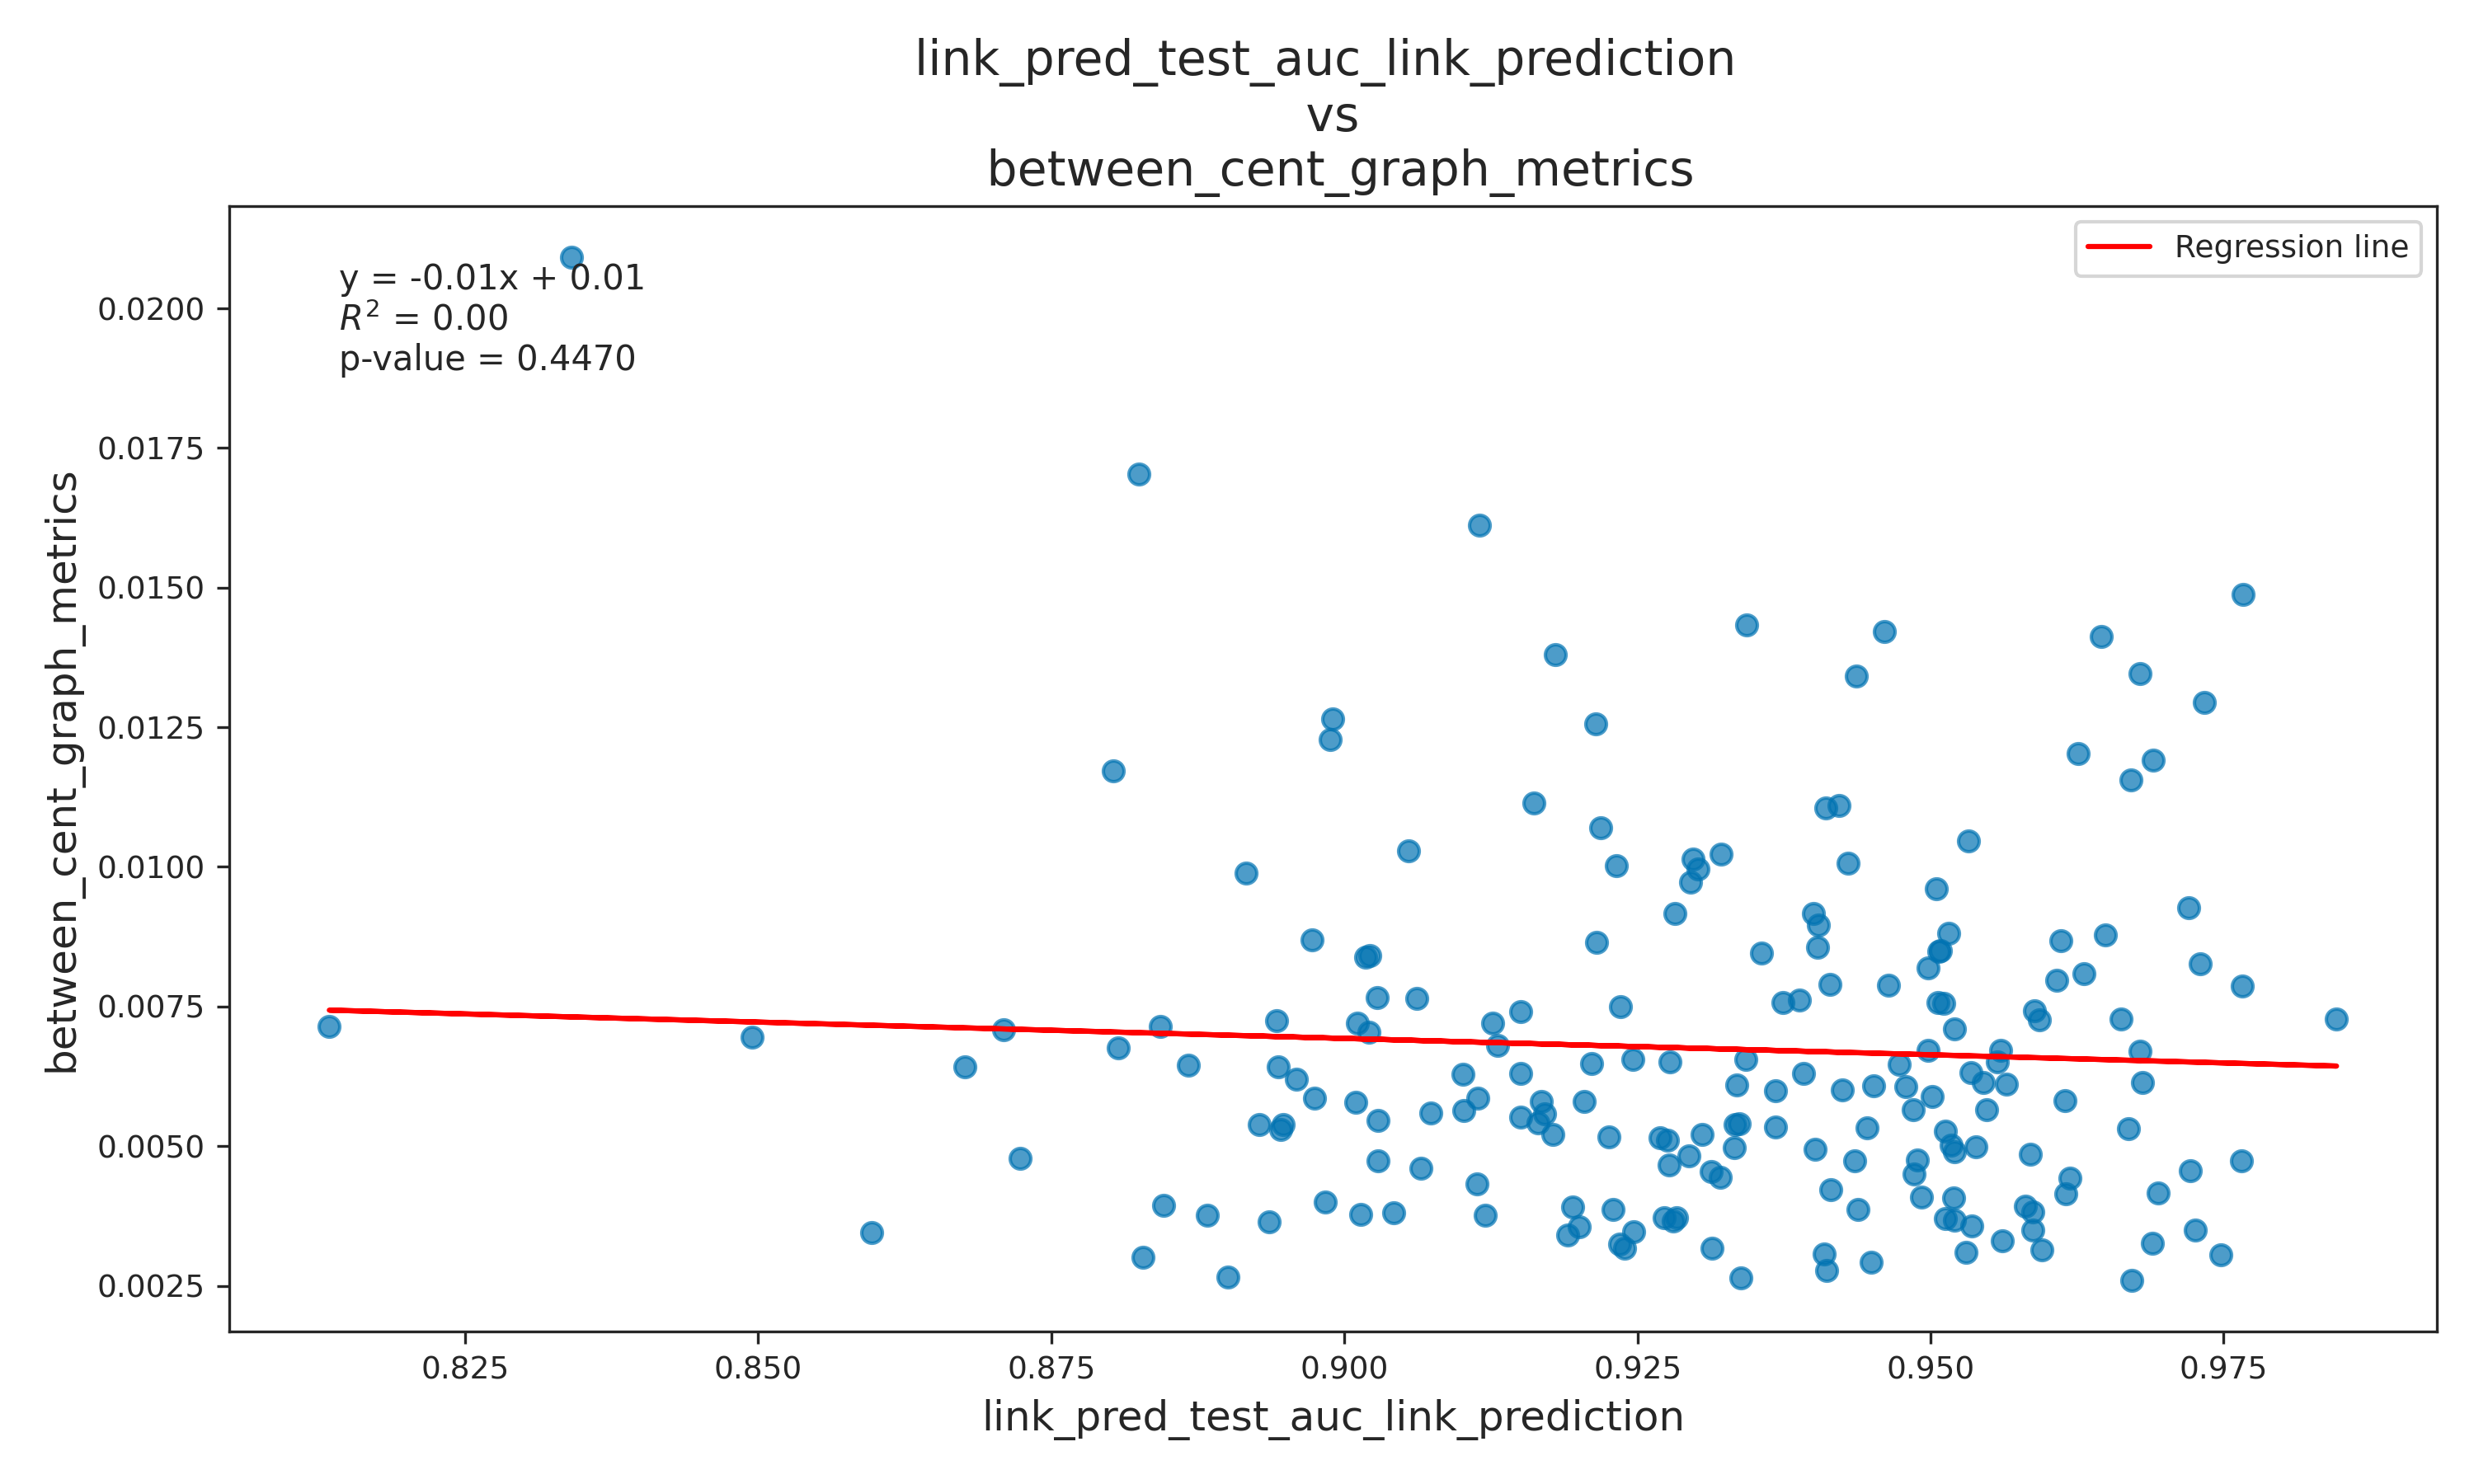 link_pred_test_auc_link_prediction
vs
between_cent_graph_metrics
Regression line
y = -0.01x + 0.01
R² = 0.00
p-value = 0.4470
between_cent_graph_metrics
0.0200
0.0175
0.0150
0.0125
0.0100
0.0075
0.0050
0.0025
0.825 0.850 0.875 0.900 0.925 0.950 0.975
link_pred_test_auc_link_prediction